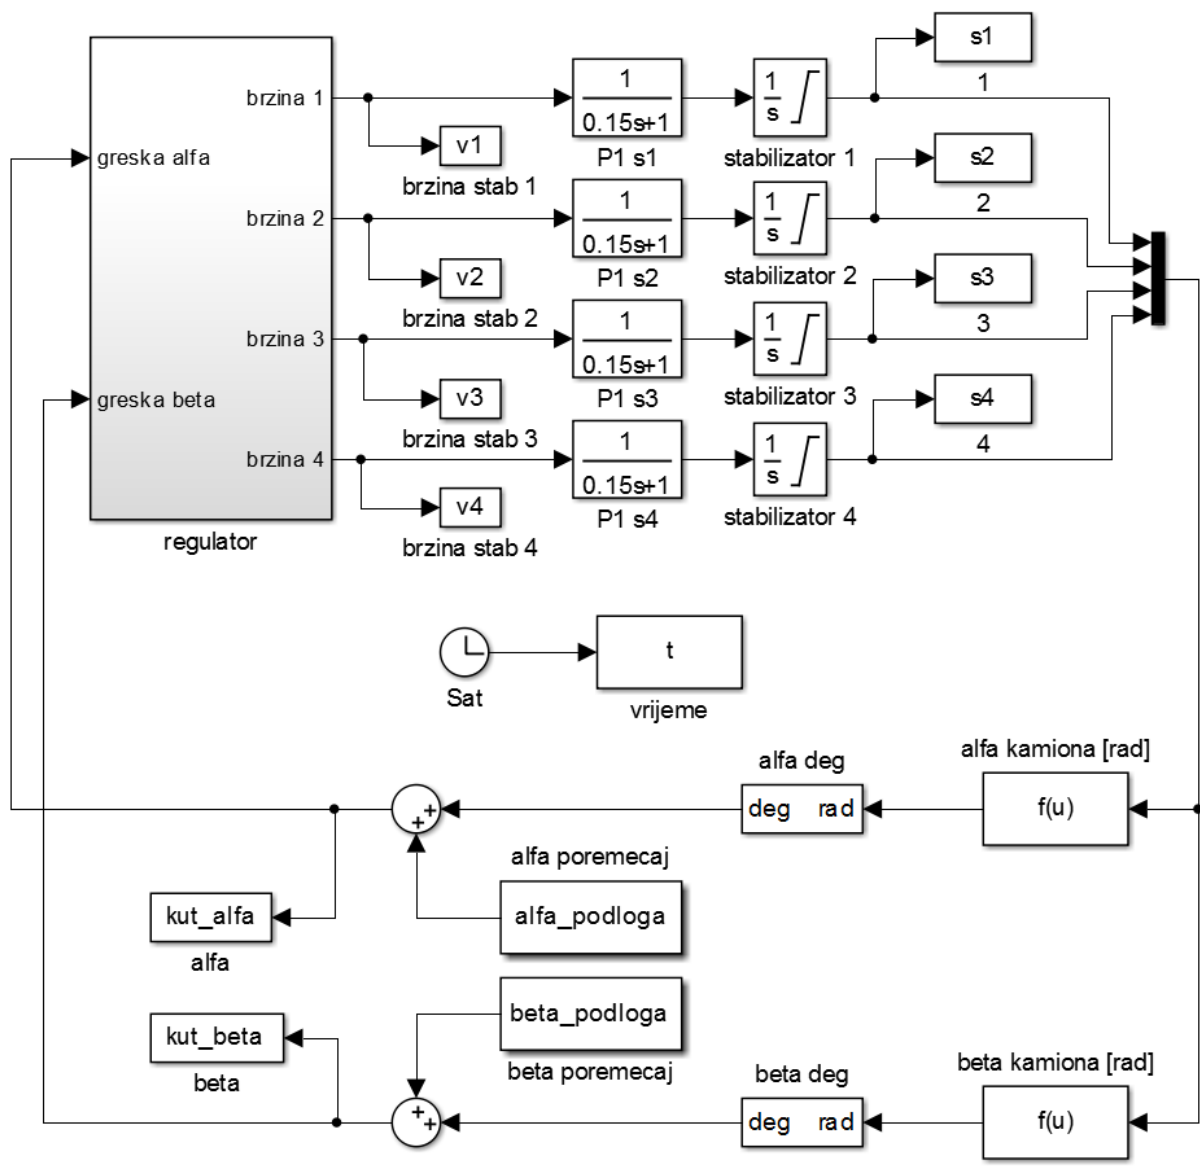 s1
1
brzina 1
1
0.15s+1
P1 s1
1
s
stabilizator 1
v1
brzina stab 1
greska alfa
s2
2
brzina 2
1
0.15s+1
P1 s2
1
s
stabilizator 2
v2
brzina stab 2
s3
3
brzina 3
1
0.15s+1
P1 s3
1
s
stabilizator 3
v3
brzina stab 3
greska beta
s4
4
brzina 4
1
0.15s+1
P1 s4
1
s
stabilizator 4
v4
brzina stab 4
regulator
Sat
t
vrijeme
alfa kamiona [rad]
f(u)
alfa deg
deg rad
+
+
alfa poremecaj
alfa_podloga
kut_alfa
alfa
beta_podloga
beta poremecaj
kut_beta
beta
+
+
beta deg
deg rad
beta kamiona [rad]
f(u)